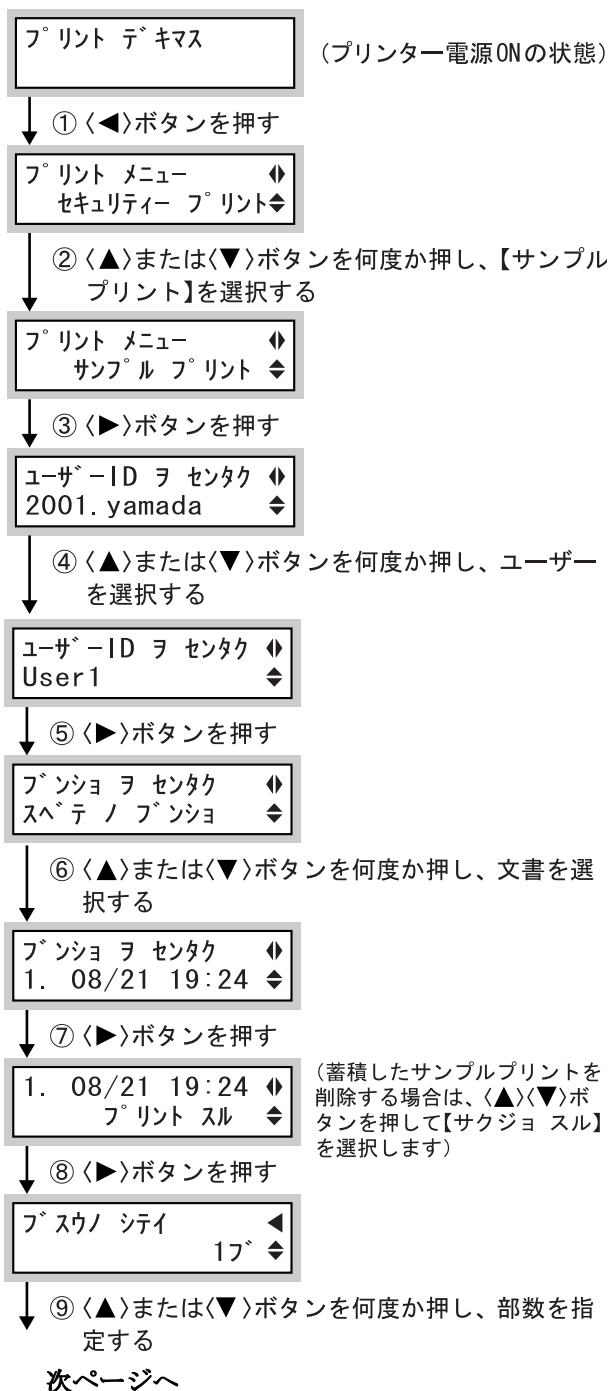 プリント デキマス
（プリンター電源ONの状態）
①〈◀〉ボタンを押す
プリント メニュー
セキュリティー プリント
②〈▲〉または〈▼〉ボタンを何度か押し、【サンプル
プリント】を選択する
プリント メニュー
サンプル プリント
③〈▶〉ボタンを押す
ユーザーID ヲ センタク
2001.yamada
④〈▲〉または〈▼〉ボタンを何度か押し、ユーザー
を選択する
ユーザーID ヲ センタク
User1
⑤〈▶〉ボタンを押す
ブンショ ヲ センタク
スベテ ノ ブンショ
⑥〈▲〉または〈▼〉ボタンを何度か押し、文書を選
択する
ブンショ ヲ センタク
1. 08/21 19:24
⑦〈▶〉ボタンを押す
1. 08/21 19:24
プリント スル
（蓄積したサンプルプリントを
削除する場合は、〈▲〉〈▼〉ボ
タンを押して【サクジョ スル】
を選択します）
⑧〈▶〉ボタンを押す
ブスウノ シテイ ◀
1ブ
⑨〈▲〉または〈▼〉ボタンを何度か押し、部数を指
定する
次ページへ